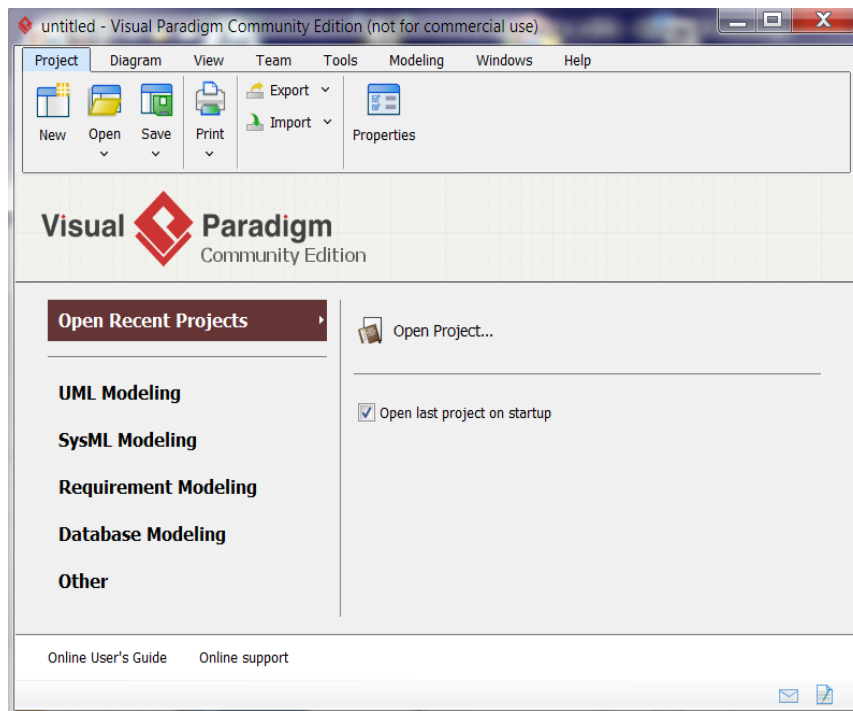 untitled - Visual Paradigm Community Edition (not for commercial use)
Project Diagram View Team Tools Modeling Windows Help
New
Open
Save
Print
Export
Import
Properties
Visual Paradigm
Community Edition
Open Recent Projects
Open Project...
UML Modeling
Open last project on startup
SysML Modeling
Requirement Modeling
Database Modeling
Other
Online User's Guide Online support